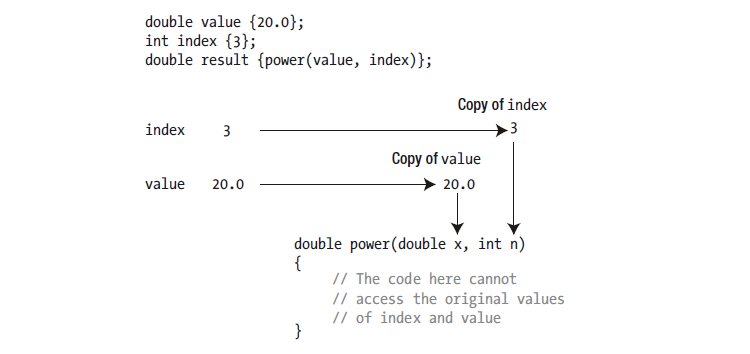 double value {20.0};
int index {3};
double result {power(value, index)};
Copy of index
index 3 3
Copy of value
value 20.0 20.0
double power(double x, int n)
{
// The code here cannot
// access the original values
// of index and value
}